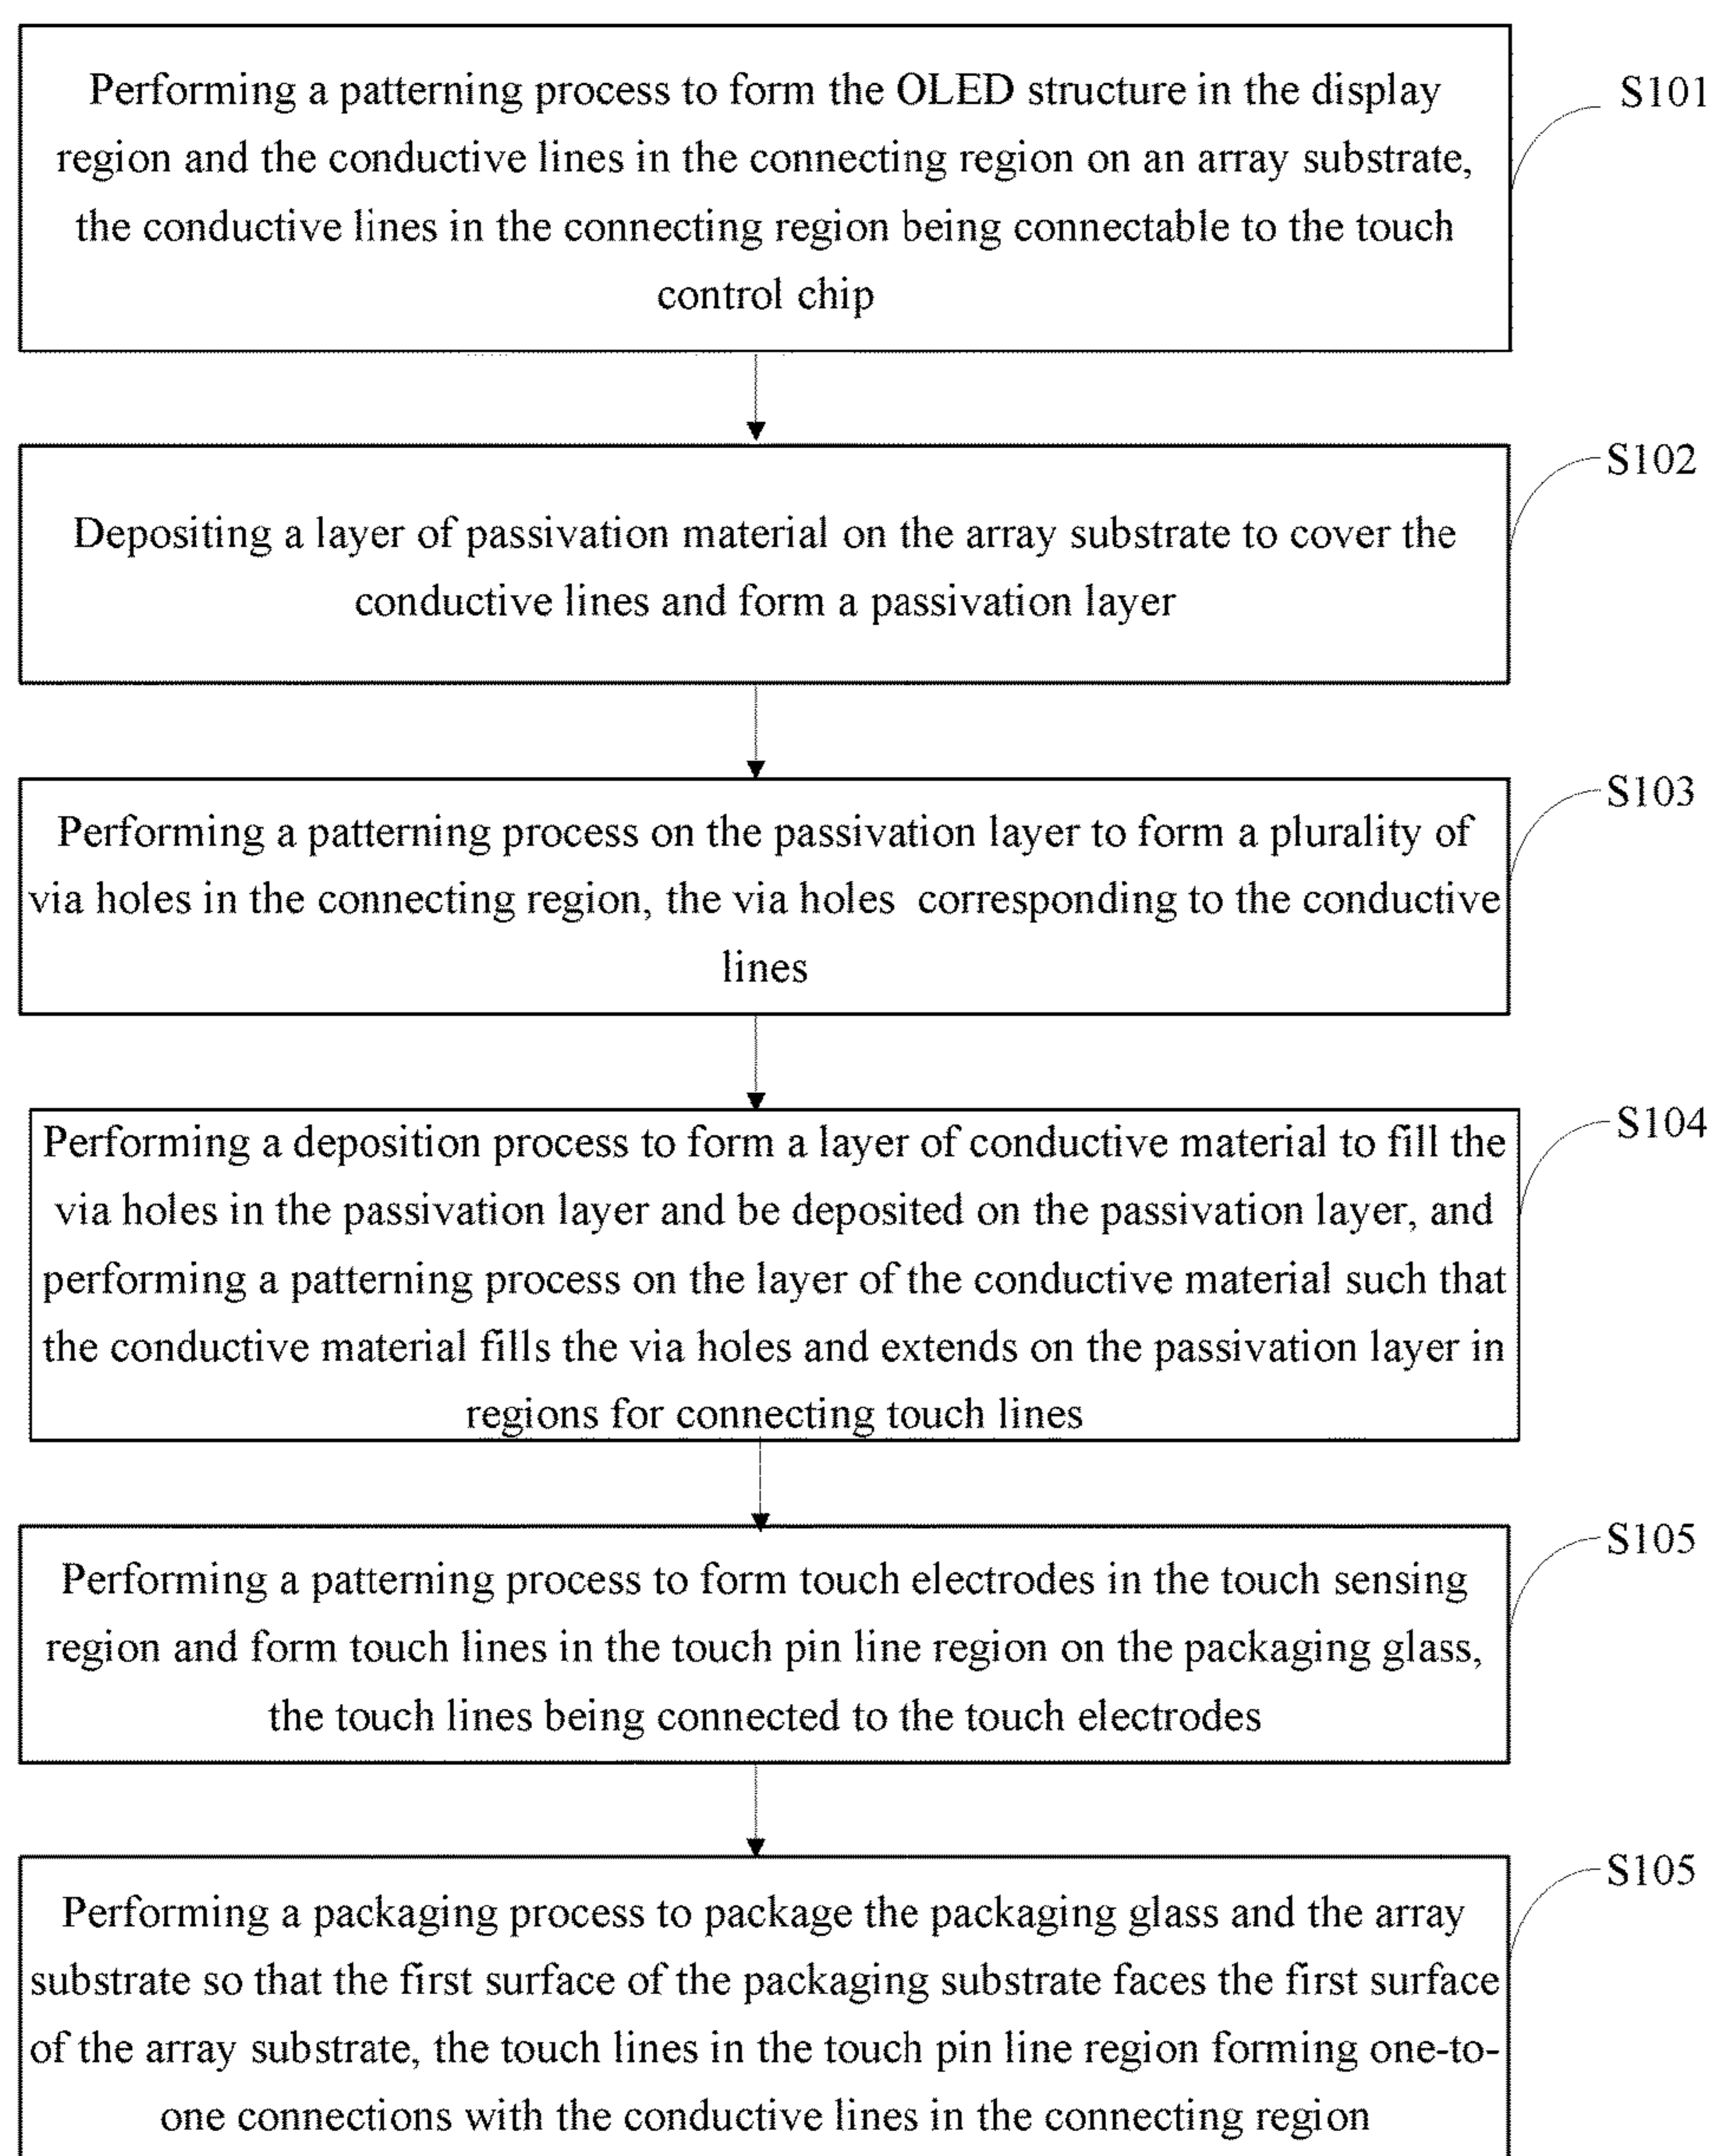 Performing a patterning process to form the OLED structure in the display
region and the conductive lines in the connecting region on an array substrate,
the conductive lines in the connecting region being connectable to the touch
control chip
S101
Depositing a layer of passivation material on the array substrate to cover the
conductive lines and form a passivation layer
S102
Performing a patterning process on the passivation layer to form a plurality of
via holes in the connecting region, the via holes corresponding to the conductive
lines
S103
Performing a deposition process to form a layer of conductive material to fill the
via holes in the passivation layer and be deposited on the passivation layer, and
performing a patterning process on the layer of the conductive material such that
the conductive material fills the via holes and extends on the passivation layer in
regions for connecting touch lines
S104
Performing a patterning process to form touch electrodes in the touch sensing
region and form touch lines in the touch pin line region on the packaging glass,
the touch lines being connected to the touch electrodes
S105
Performing a packaging process to package the packaging glass and the array
substrate so that the first surface of the packaging substrate faces the first surface
of the array substrate, the touch lines in the touch pin line region forming one-to-
one connections with the conductive lines in the connecting region
S105